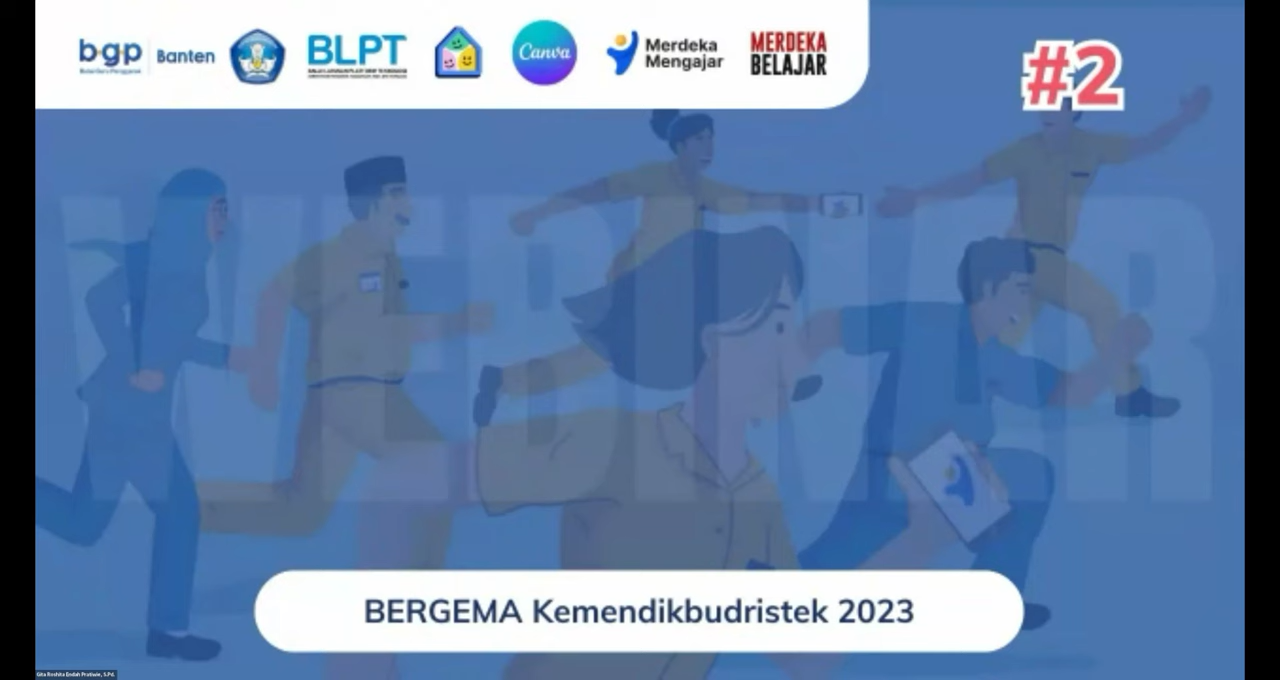 bgp Banten
BLPT
Canva
Merdeka
Mengajar
MERDEKA
BELAJAR
#2
WEBINAR
BERGEMA Kemendikbudristek 2023